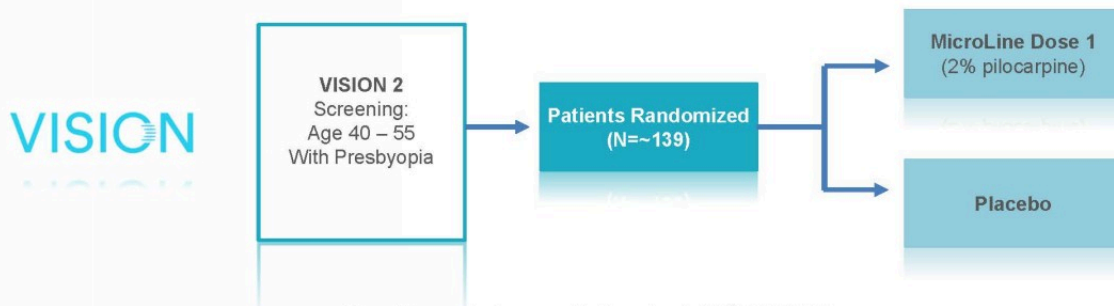 VISION
VISION 2
Screening:
Age 40 – 55
With Presbyopia
Patients Randomized
(N=~139)
MicroLine Dose 1
(2% pilocarpine)
Placebo